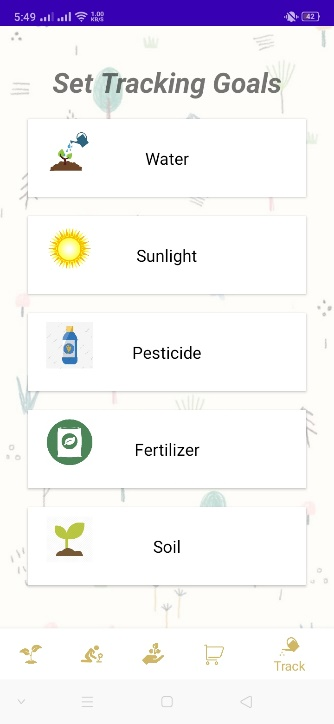 5:49
1.00
KB/S
42
Set Tracking Goals
Water
Sunlight
Pesticide
Fertilizer
Soil
Track